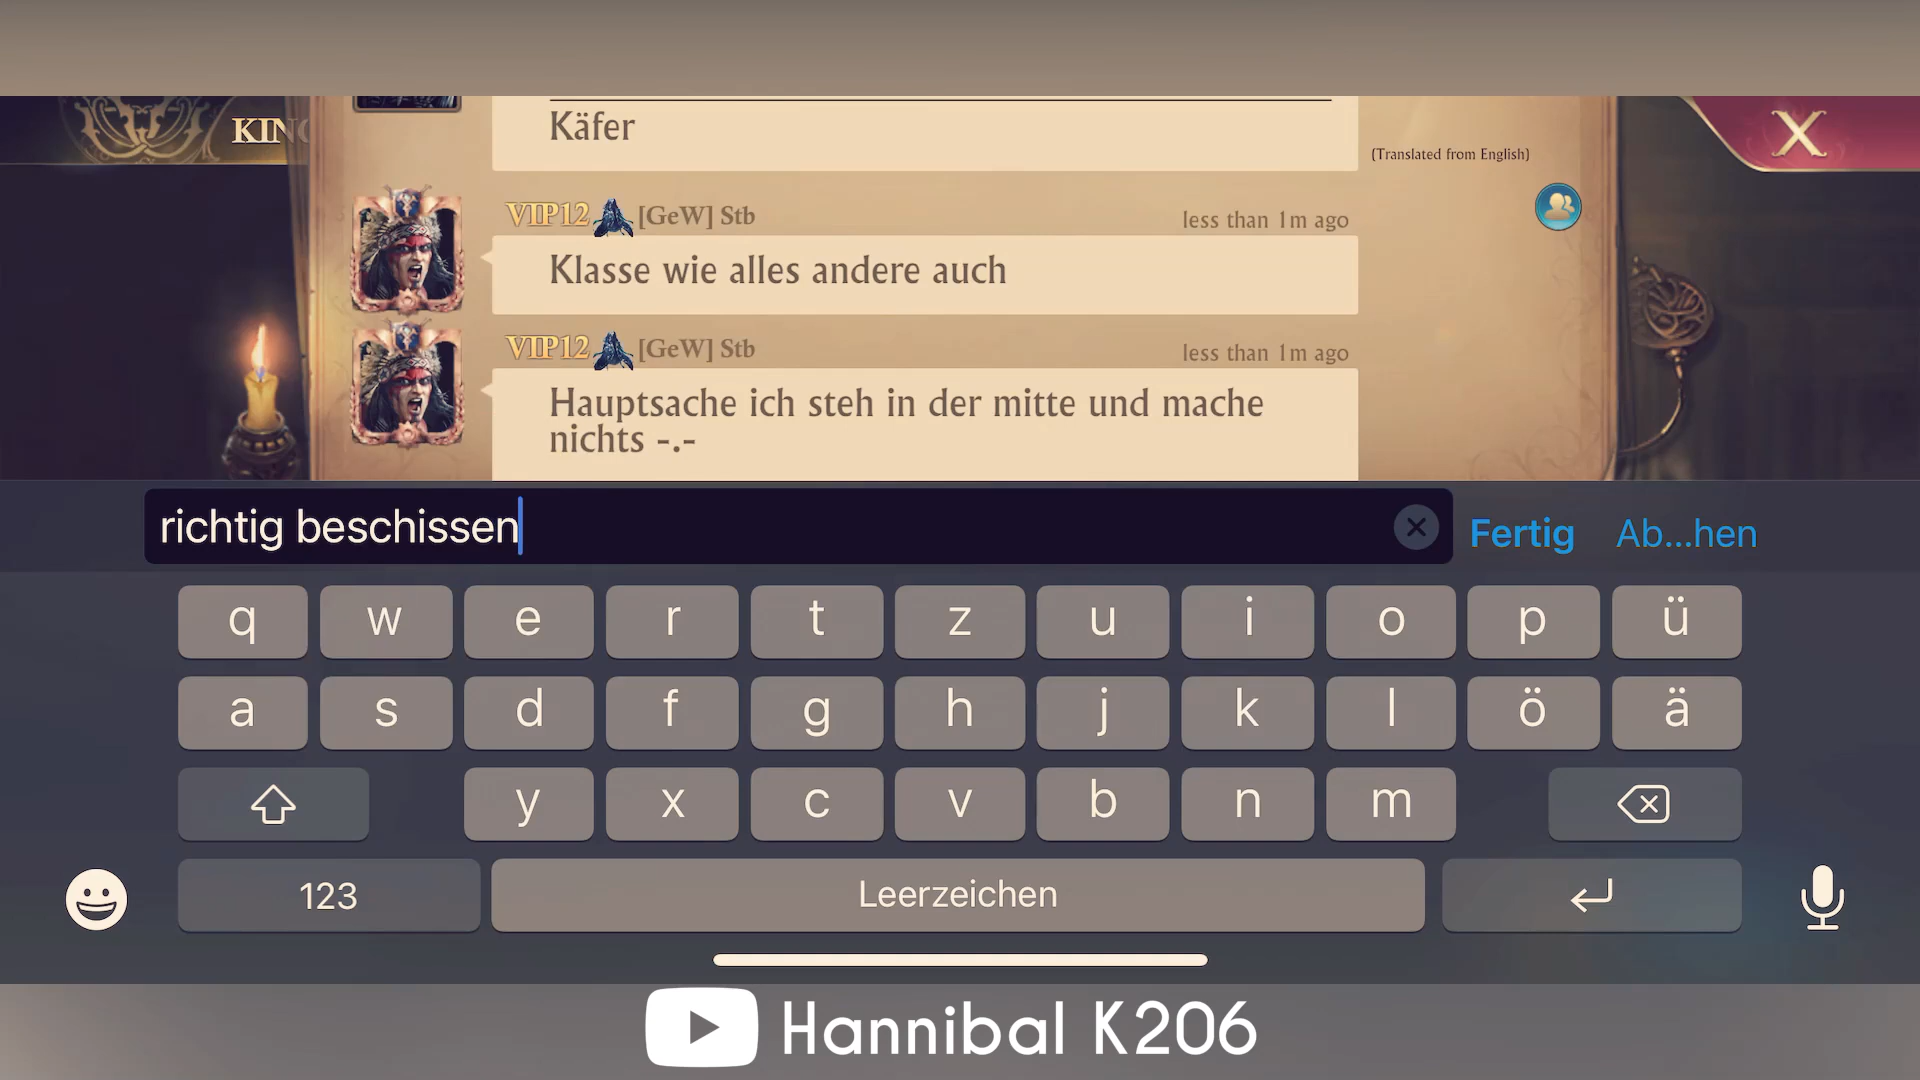 Käfer
KING
(Translated from English)
VIP12 [GeW] Stb less than 1m ago
Klasse wie alles andere auch
VIP12 [GeW] Stb less than 1m ago
Hauptsache ich steh in der mitte und mache
nichts -.-
richtig beschissen
Fertig
Ab...hen
q w e r t z u i o p ü
a s d f g h j k l ö ä
y x c v b n m
123 Leerzeichen
Hannibal K206